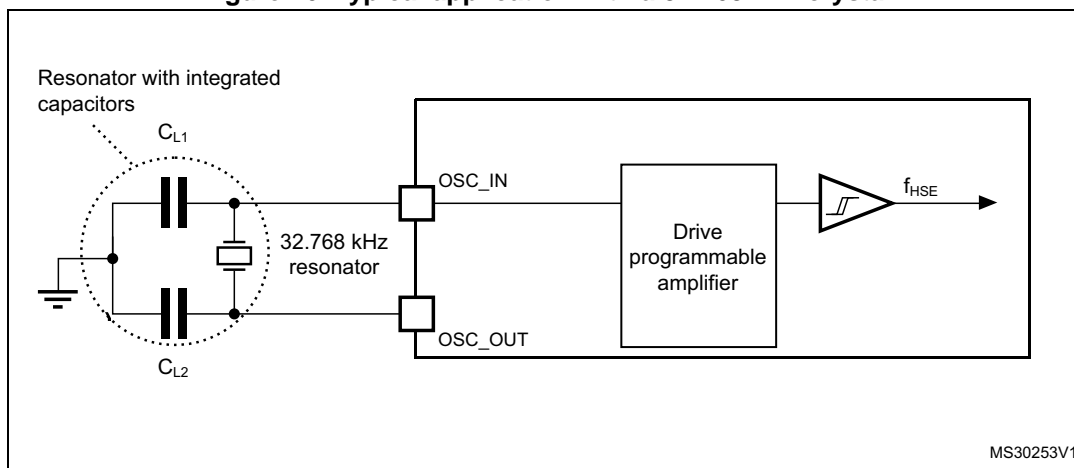 Resonator with integrated
capacitors
CL1
OSC_IN
fHSE
32.768 kHz
resonator
Drive
programmable
amplifier
OSC_OUT
CL2
MS30253V1